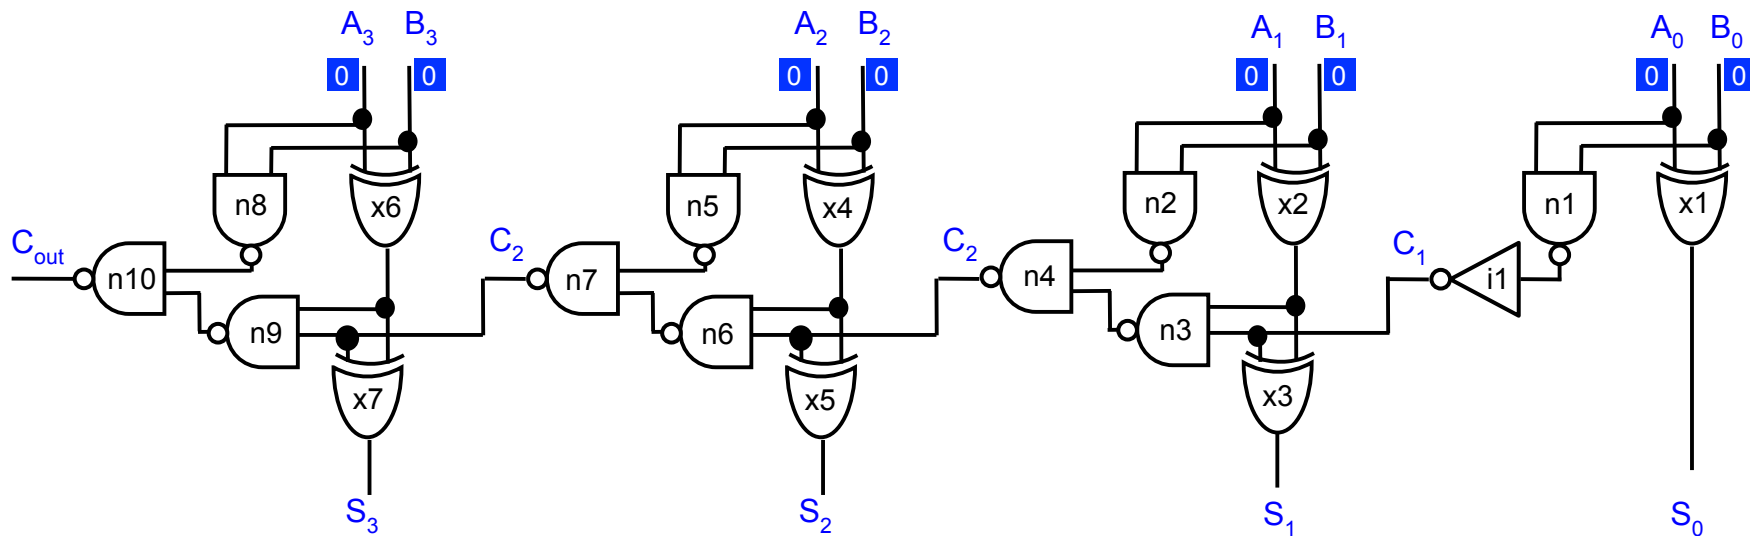 A3 B3 A2 B2 A1 B1 A0 B0
0 0 0 0 0 0 0 0
n8 x6 n5 x4 n2 x2 n1 x1
Cout C2 C2 C1
n10 n7 n4 i1
n9 n6 n3
x7 x5 x3
S3 S2 S1 S0